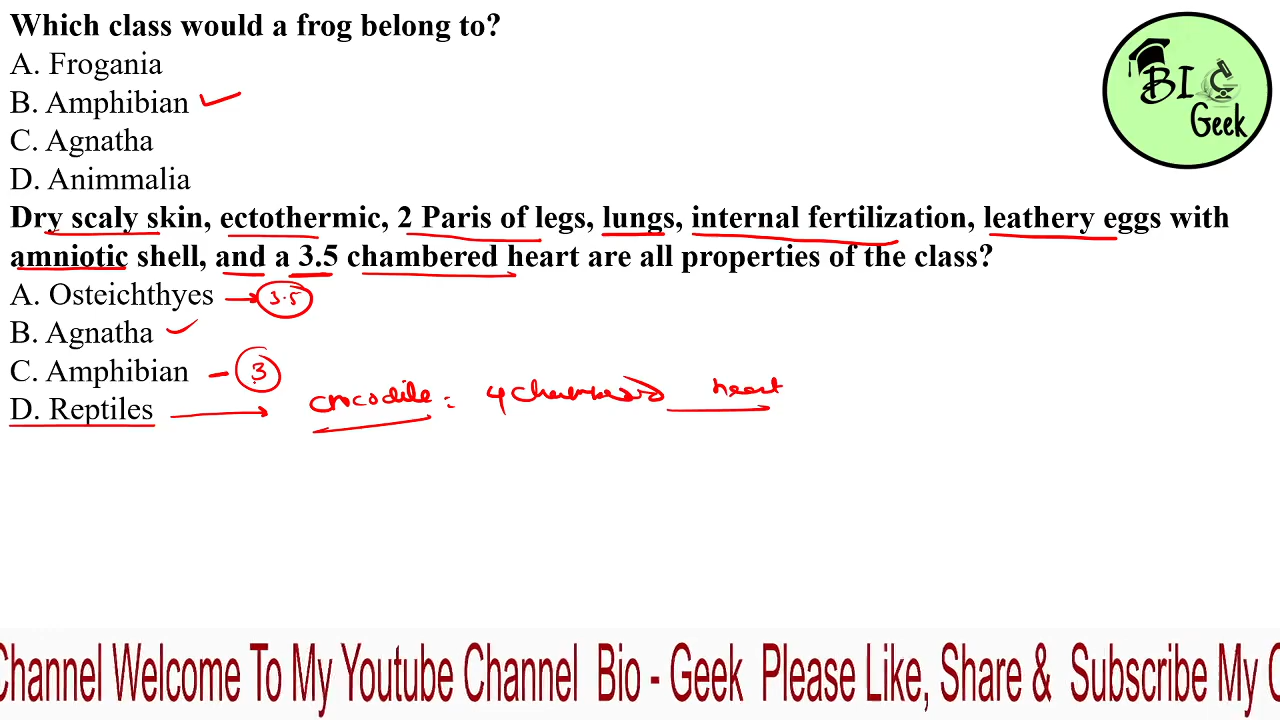 Which class would a frog belong to?
A. Frogania
B. Amphibian
C. Agnatha
D. Animmalia
BIO
Geek
Dry scaly skin, ectothermic, 2 Paris of legs, lungs, internal fertilization, leathery eggs with
amniotic shell, and a 3.5 chambered heart are all properties of the class?
A. Osteichthyes 3.5
B. Agnatha
C. Amphibian - 3
D. Reptiles crocodile = 4 chambered heart
Channel Welcome To My Youtube Channel Bio - Geek Please Like, Share & Subscribe My C